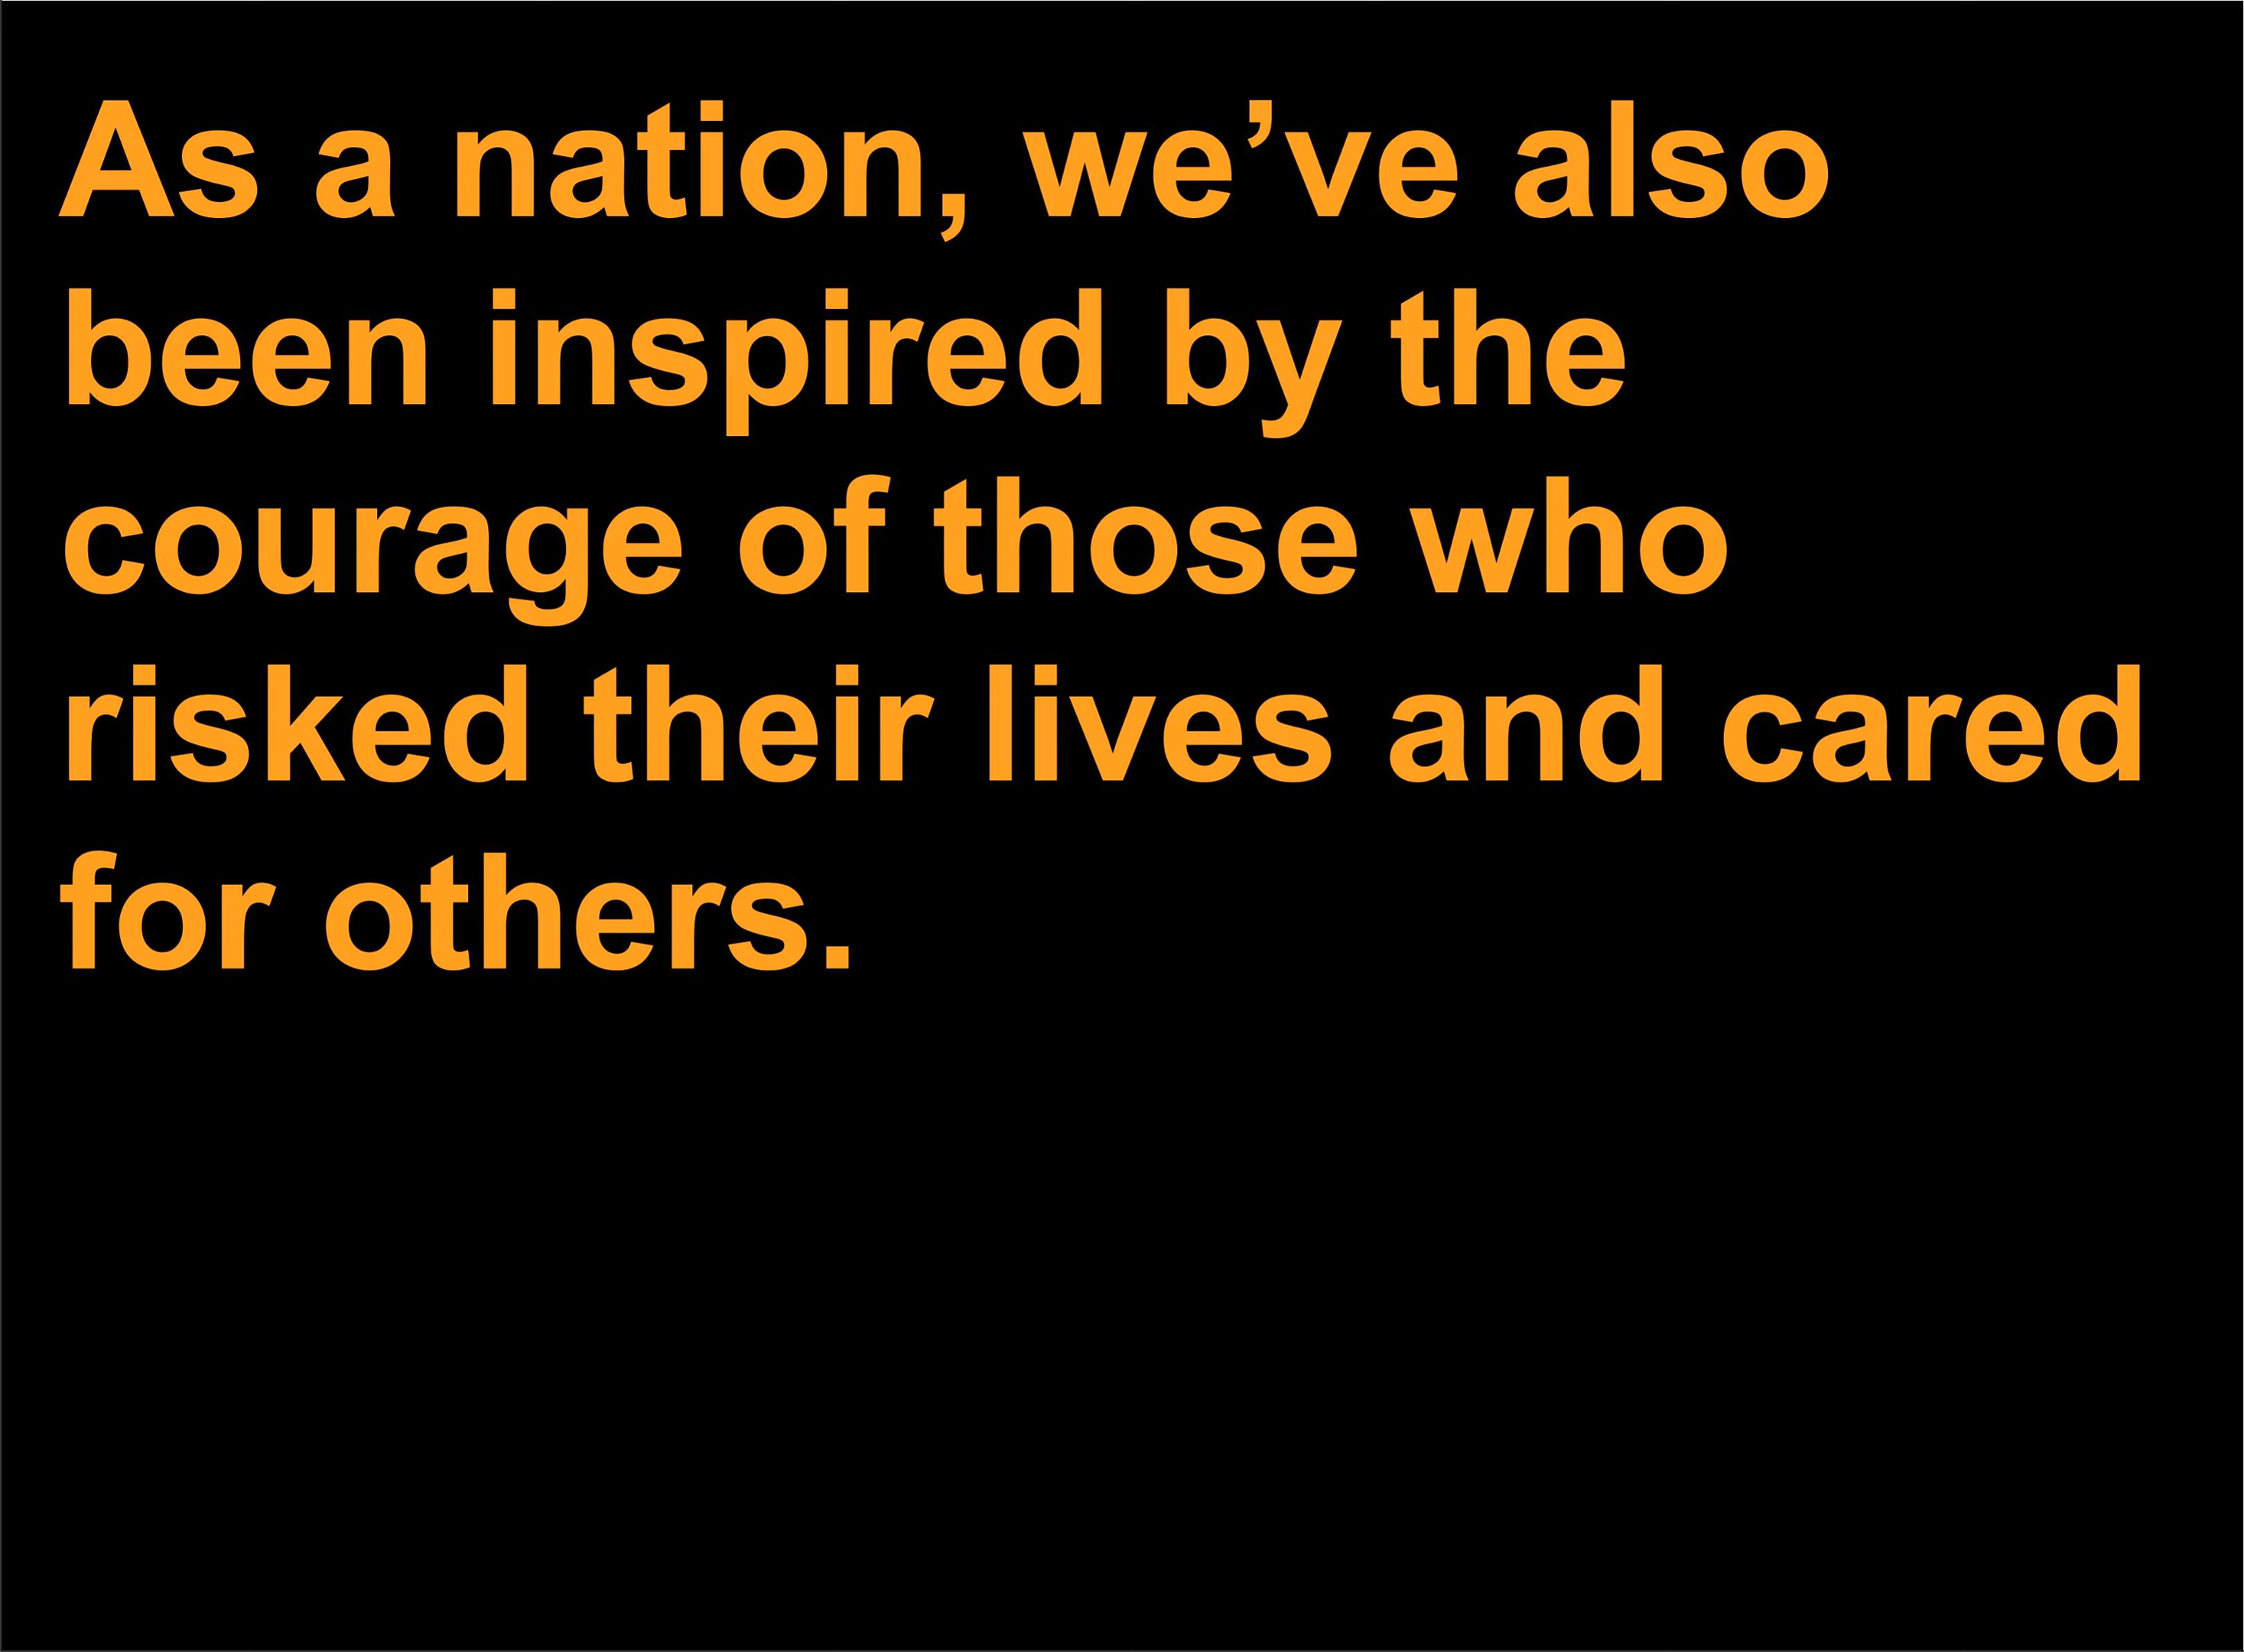 As a nation, we’ve also
been inspired by the
courage of those who
risked their lives and cared
for others.